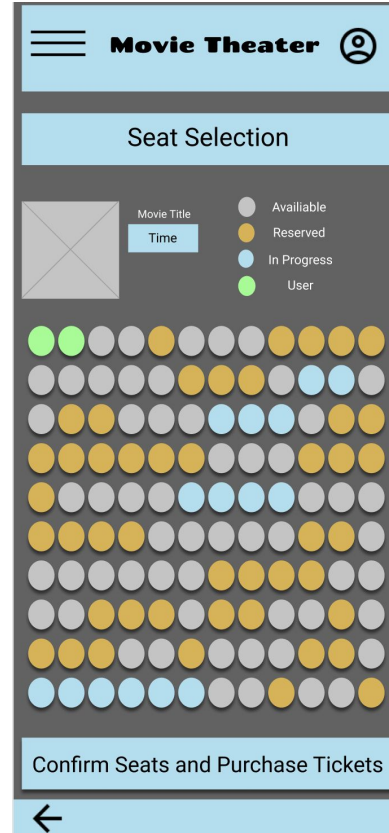 Movie Theater
Seat Selection
Movie Title
Time
Availiable
Reserved
In Progress
User
Confirm Seats and Purchase Tickets